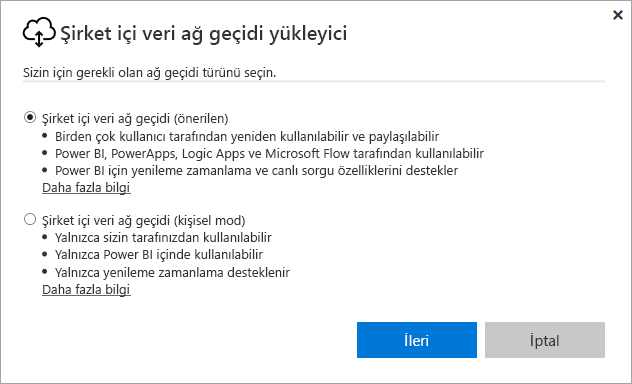 Şirket içi veri ağ geçidi yükleyici
Sizin için gerekli olan ağ geçidi türünü seçin.
Şirket içi veri ağ geçidi (önerilen)
• Birden çok kullanıcı tarafından yeniden kullanılabilir ve paylaşılabilir
• Power BI, PowerApps, Logic Apps ve Microsoft Flow tarafından kullanılabilir
• Power BI için yenileme zamanlama ve canlı sorgu özelliklerini destekler
Daha fazla bilgi
Şirket içi veri ağ geçidi (kişisel mod)
• Yalnızca sizin tarafınızdan kullanılabilir
• Yalnızca Power BI içinde kullanılabilir
• Yalnızca yenileme zamanlama desteklenir
Daha fazla bilgi
İleri
İptal